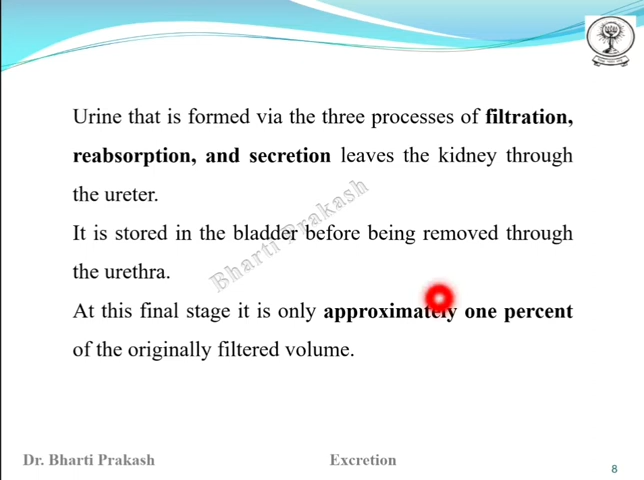 Urine that is formed via the three processes of filtration,
reabsorption, and secretion leaves the kidney through
the ureter.
It is stored in the bladder before being removed through
the urethra.
At this final stage it is only approximately one percent
of the originally filtered volume.
Bharti Prakash
Dr. Bharti Prakash
Excretion
8